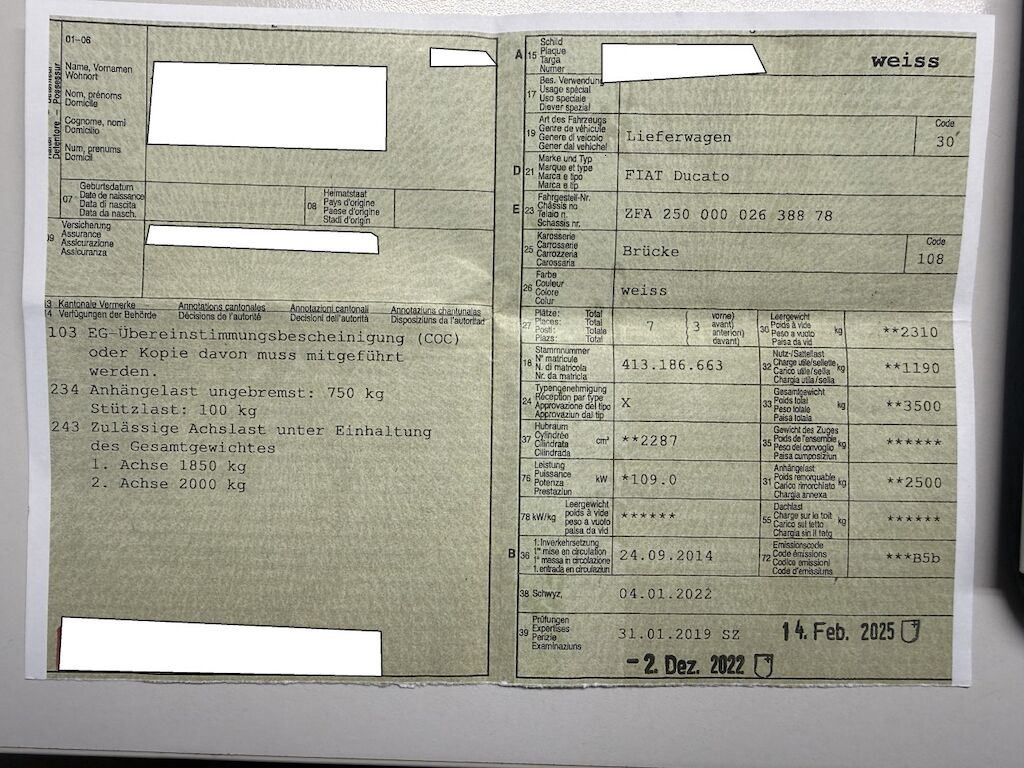 01-06
Name, Vornamen
Wohnort
Nom, prénoms
Domicile
Cognome, nomi
Domicilio
Num, prenums
Domicil
07 Geburtsdatum
Date de naissance
Data di nascita
Data da nasch.
08 Heimatstaat
Pays d'origine
Paese d'origine
Stadi d'origin
09 Versicherung
Assurance
Assicurazione
Assicuranza
13 Kantonale Vermerke Annotations cantonales Annotazioni cantonali Annotaziuns chantunalas
14 Verfügungen der Behörde Décisions de l'autorité Decisioni dell'autorità Disposiziuns da l'autoritad
103 EG-Übereinstimmungsbescheinigung (COC)
oder Kopie davon muss mitgeführt
werden.
234 Anhängelast ungebremst: 750 kg
Stützlast: 100 kg
243 Zulässige Achslast unter Einhaltung
des Gesamtgewichtes
1. Achse 1850 kg
2. Achse 2000 kg
A 15 Schild
Plaque
Targa
Numer
weiss
17 Bes. Verwendung
Usage spécial
Uso speciale
Diever spezial
19 Art des Fahrzeugs
Genre de véhicule
Genere di veicolo
Gener dal vehichel
Lieferwagen
Code
30
D 21 Marke und Typ
Marque et type
Marca e tipo
Marca e tip
FIAT Ducato
E 23 Fahrgestell-Nr.
Châssis no
Telaio n.
Schassis nr.
ZFA 250 000 026 388 78
25 Karosserie
Carrosserie
Carrozzeria
Carossaria
Brücke
Code
108
26 Farbe
Couleur
Colore
Colur
weiss
27 Plätze: Total
Places: Total
Posti: Totale
Plazs: Total
7 (3 vorne)
avant)
anteriori)
davant)
30 Leergewicht
Poids à vide
Peso a vuoto
Paisa da vid
kg
**2310
18 Stammnummer
N° matricule
N. di matricola
Nr. da matricla
413.186.663
32 Nutz-/Sattellast
Charge utile/sellette
Carico utile/sella
Chargia utila/sella
kg
**1190
24 Typengenehmigung
Réception par type
Approvazione del tipo
Approvaziun dal tip
X
33 Gesamtgewicht
Poids total
Peso totale
Paisa totala
kg
**3500
37 Hubraum
Cylindrée
Cilindrata
Cilindrada
cm³
**2287
35 Gewicht des Zuges
Poids de l'ensemble
Peso del convoglio
Paisa cumposiziun
kg
******
76 Leistung
Puissance
Potenza
Prestaziun
kW
*109.0
31 Anhängelast
Poids remorquable
Carico rimorchiato
Chargia annexa
kg
**2500
78 kW/kg Leergewicht
poids à vide
peso a vuoto
paisa da vid
******
55 Dachlast
Charge sur le toit
Carico sul tetto
Chargia sin il tetg
kg
******
B 36 1. Inverkehrsetzung
1re mise en circulation
1a messa in circolazione
1. entrada en circulaziun
24.09.2014
72 Emissionscode
Code émissions
Codice emissioni
Code d'emissiuns
***B5b
38 Schwyz, 04.01.2022
39 Prüfungen
Expertises
Perizie
Examinaziuns
31.01.2019 SZ
14. Feb. 2025
- 2. Dez. 2022